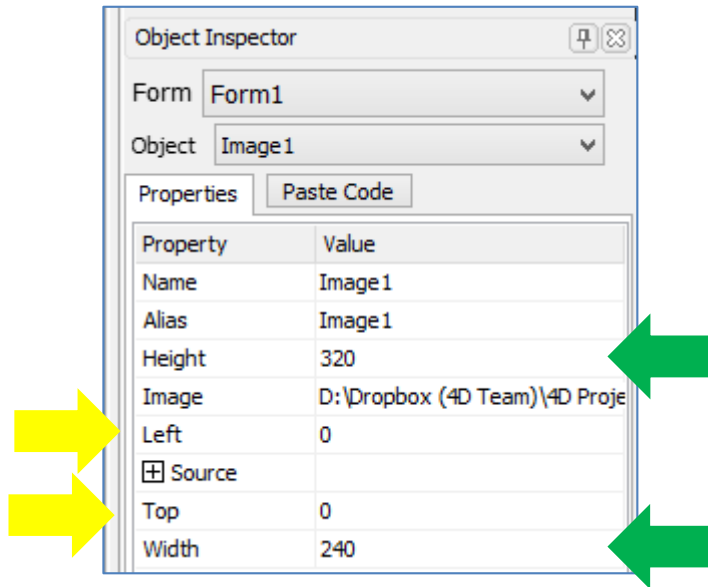 Object Inspector
Form Form1
Object Image1
Properties Paste Code
Property Value
Name Image1
Alias Image1
Height 320
Image D:\Dropbox (4D Team)\4D Proje
Left 0
Source
Top 0
Width 240